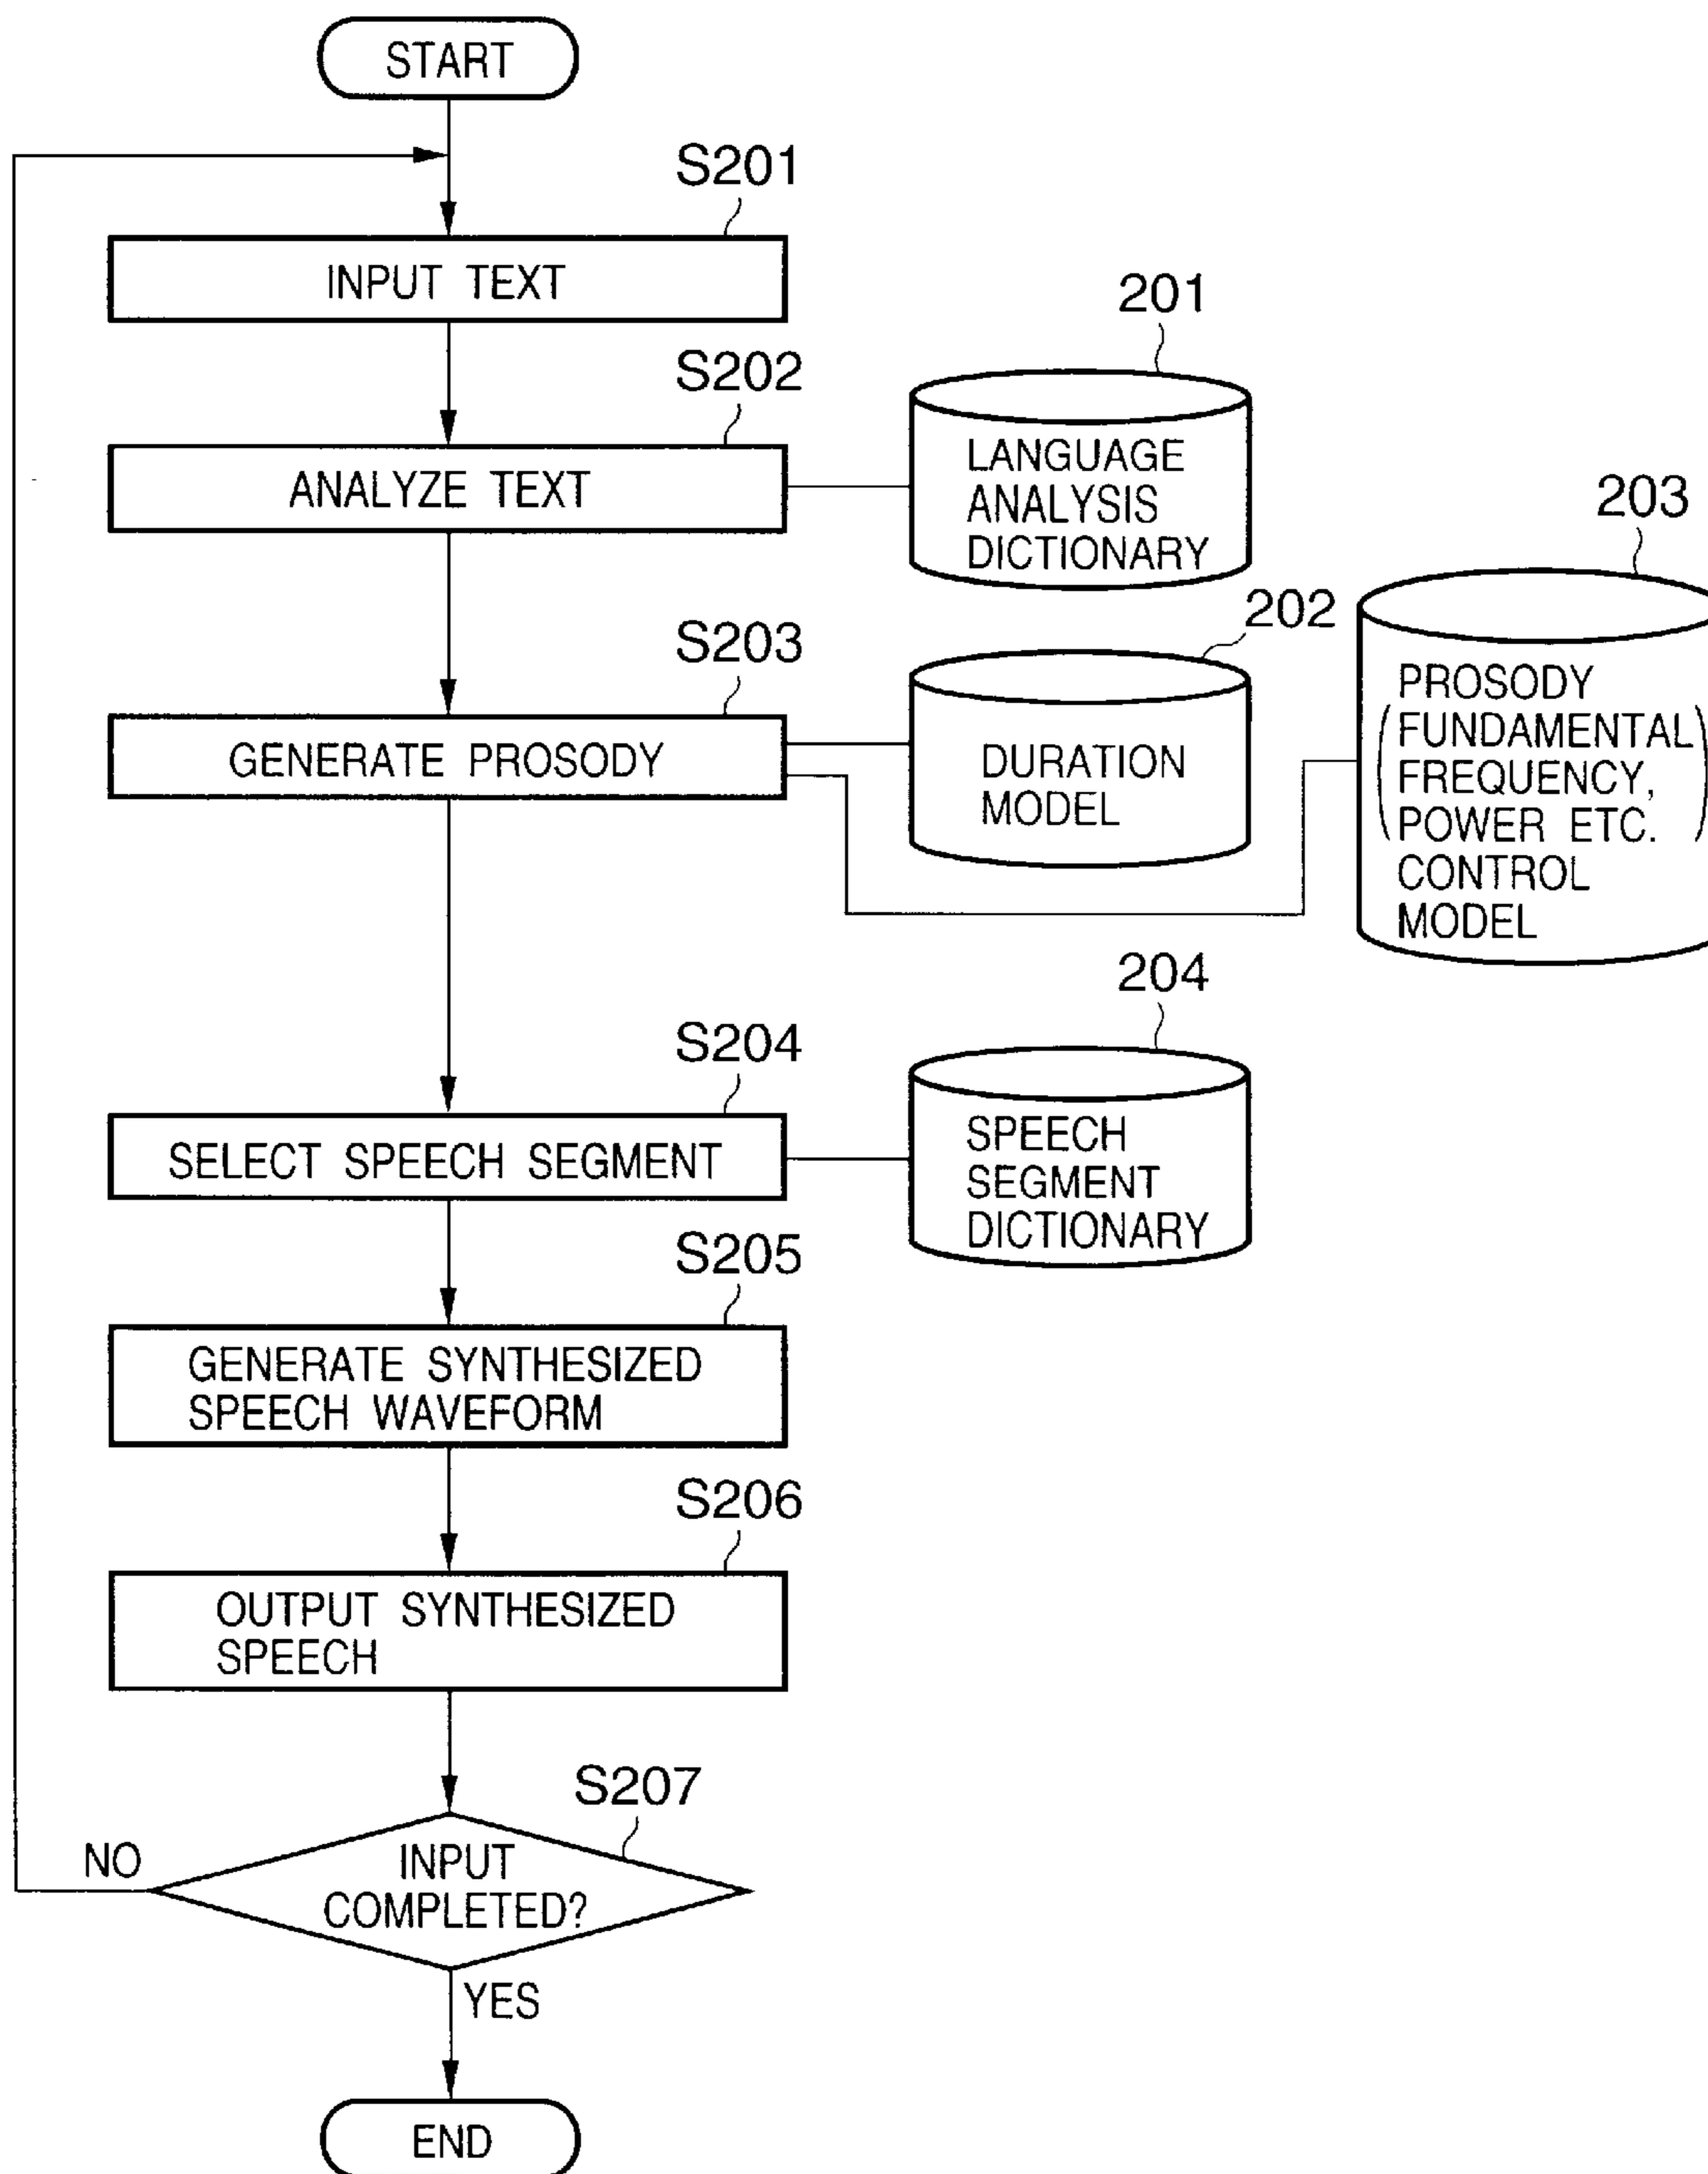 START
S201
INPUT TEXT
201
S202
ANALYZE TEXT
LANGUAGE
ANALYSIS
DICTIONARY
203
202
S203
GENERATE PROSODY
DURATION
MODEL
PROSODY
(FUNDAMENTAL
FREQUENCY,
POWER ETC.)
CONTROL
MODEL
204
S204
SELECT SPEECH SEGMENT
SPEECH
SEGMENT
DICTIONARY
S205
GENERATE SYNTHESIZED
SPEECH WAVEFORM
S206
OUTPUT SYNTHESIZED
SPEECH
S207
NO
INPUT
COMPLETED?
YES
END